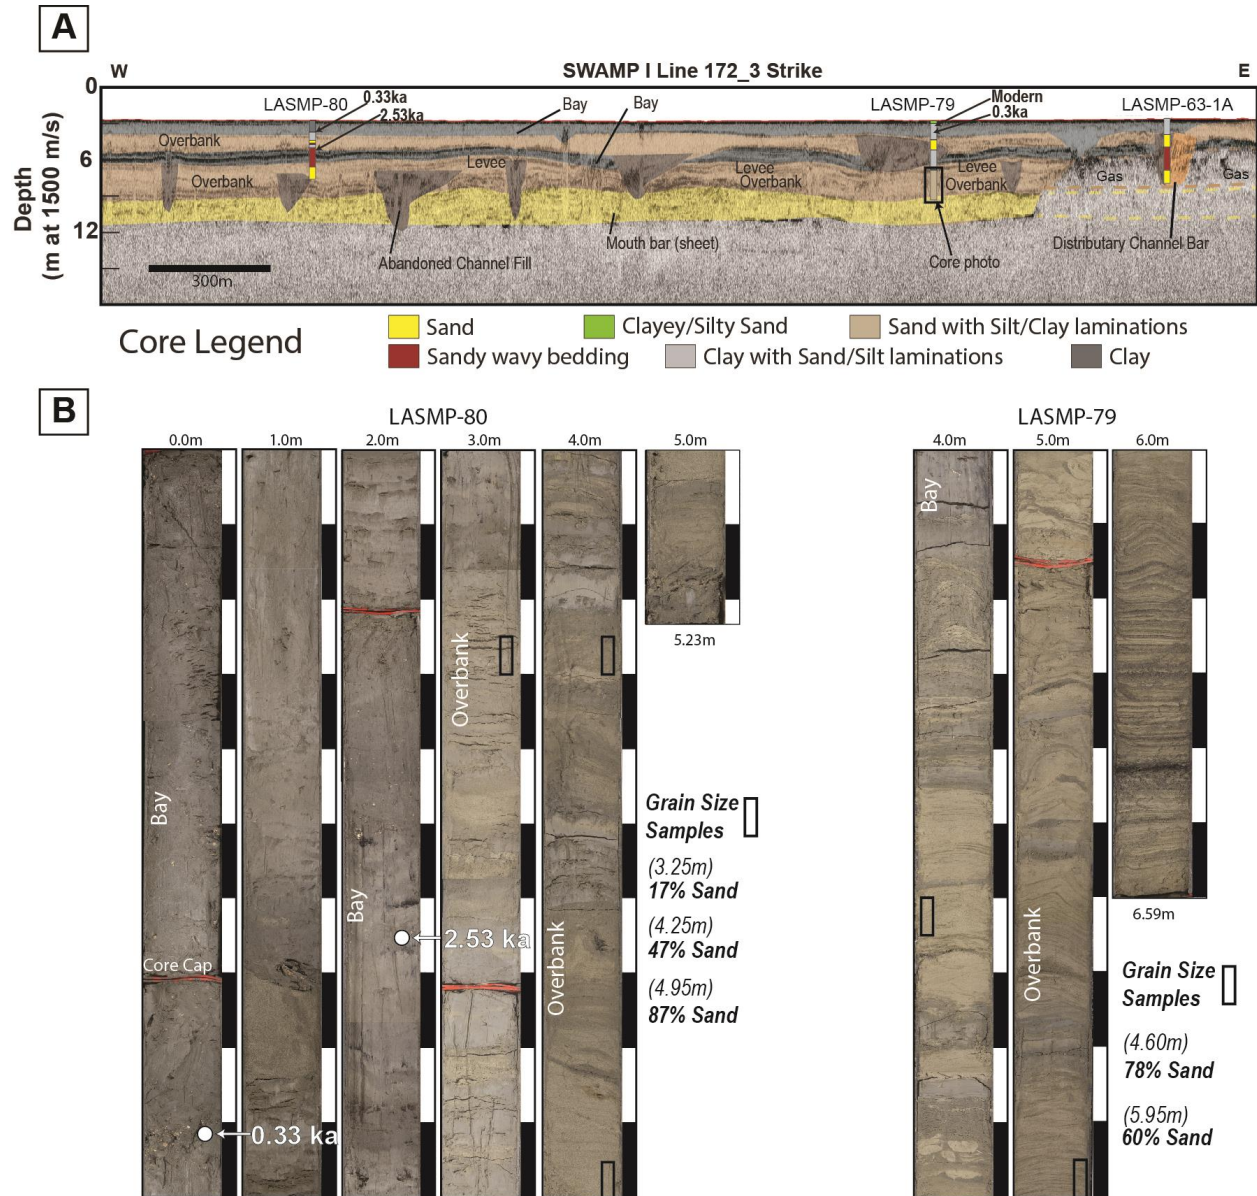 A
W
SWAMP I Line 172_3 Strike
E
0
6
12
Depth
(m at 1500 m/s)
LASMP-80
0.33ka
2.53ka
Bay
Bay
LASMP-79
Modern
0.3ka
LASMP-63-1A
Overbank
Levee
Overbank
Levee
Overbank
Levee
Overbank
Gas
Gas
Mouth bar (sheet)
Abandoned Channel Fill
Core photo
Distributary Channel Bar
300m
Core Legend
Sand
Clayey/Silty Sand
Sand with Silt/Clay laminations
Sandy wavy bedding
Clay with Sand/Silt laminations
Clay
B
LASMP-80
0.0m
1.0m
2.0m
3.0m
4.0m
5.0m
Bay
Core Cap
0.33 ka
Bay
2.53 ka
Overbank
Overbank
5.23m
Grain Size
Samples
(3.25m)
17% Sand
(4.25m)
47% Sand
(4.95m)
87% Sand
LASMP-79
4.0m
5.0m
6.0m
Bay
Overbank
6.59m
Grain Size
Samples
(4.60m)
78% Sand
(5.95m)
60% Sand